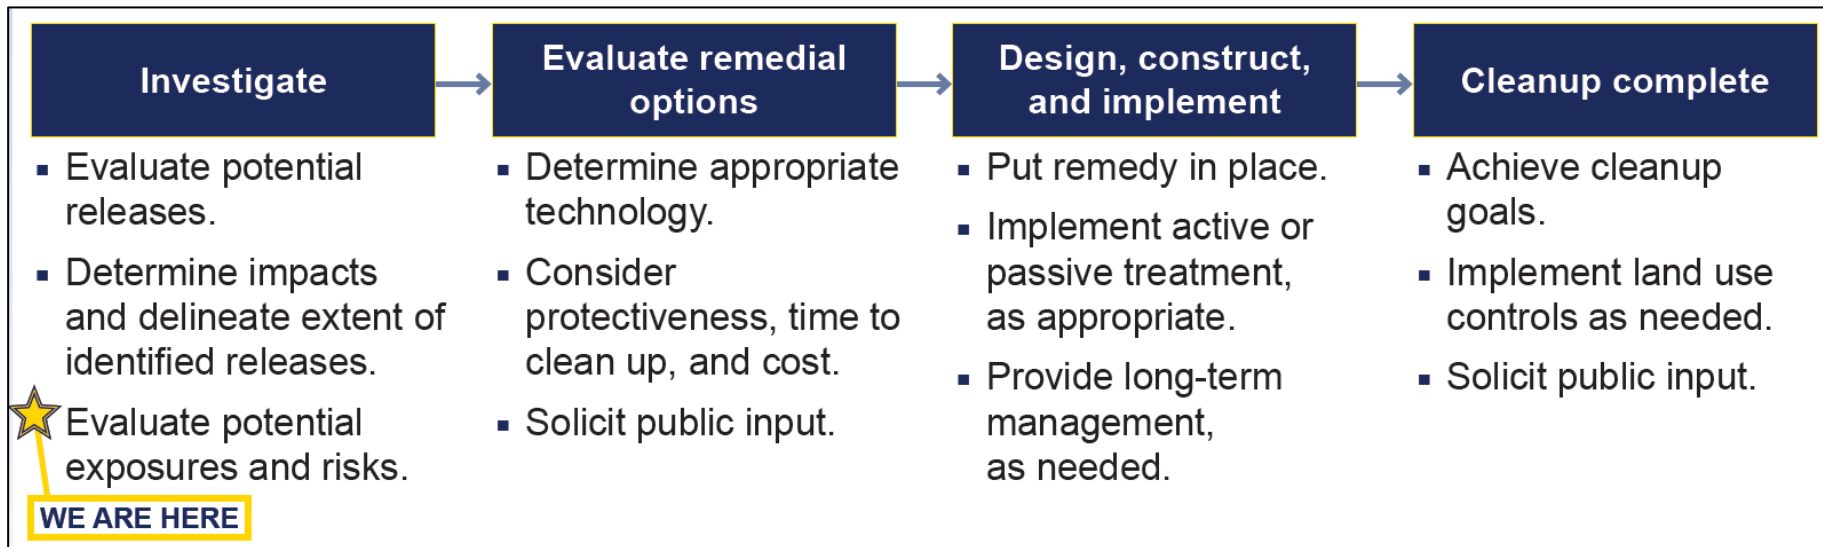 Investigate
▪ Evaluate potential
releases.
▪ Determine impacts
and delineate extent of
identified releases.
Evaluate potential
exposures and risks.
WE ARE HERE
Evaluate remedial
options
▪ Determine appropriate
technology.
▪ Consider
protectiveness, time to
clean up, and cost.
▪ Solicit public input.
Design, construct,
and implement
▪ Put remedy in place.
▪ Implement active or
passive treatment,
as appropriate.
▪ Provide long-term
management,
as needed.
Cleanup complete
▪ Achieve cleanup
goals.
▪ Implement land use
controls as needed.
▪ Solicit public input.